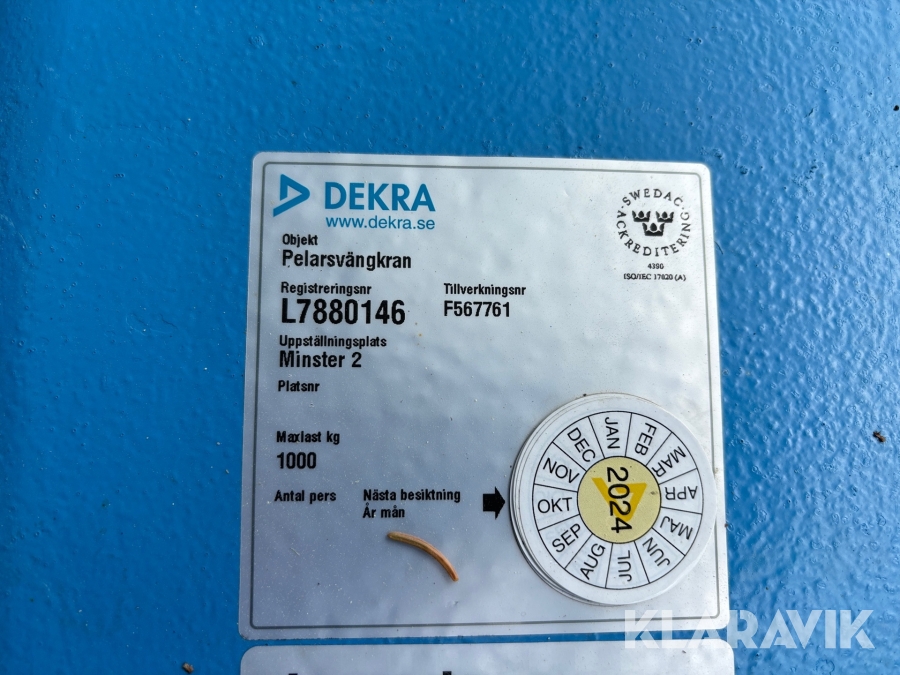 DEKRA
www.dekra.se
SWEDAC
ACKREDITERING
4390
ISO/IEC 17020 (A)
Objekt
Pelarsvängkran
Registreringsnr
L7880146
Tillverkningsnr
F567761
Uppställningsplats
Minster 2
Platsnr
Maxlast kg
1000
Antal pers
Nästa besiktning
År mån
JAN
FEB
MAR
APR
MAJ
JUN
JUL
AUG
SEP
OKT
NOV
DEC
2024
KLARAVIK